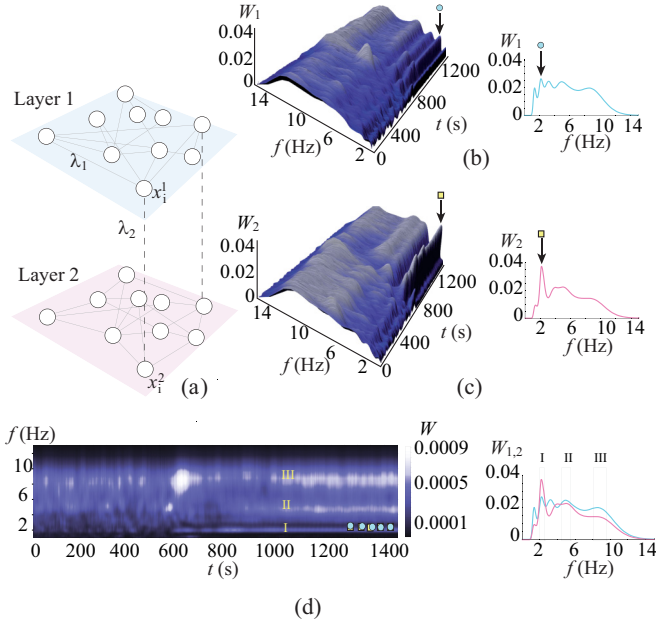 Layer 1
λ1
x_i^1
λ2
Layer 2
x_i^2
(a)
W1
0.04
0.02
0
14
10
6
2
f (Hz)
0
400
800
1200
t (s)
W1
0.04
0.02
0
2 6 10 14
f (Hz)
(b)
W2
0.04
0.02
0
14
10
6
2
f (Hz)
0
400
800
1200
t (s)
W2
0.04
0.02
0
2 6 10 14
f (Hz)
(c)
f (Hz)
10
6
2
III
II
I
0 200 400 600 800 1000 1200 1400
t (s)
W
0.0009
0.0005
0.0001
W1,2
I II III
0.04
0.02
0
2 6 10 14
f (Hz)
(d)